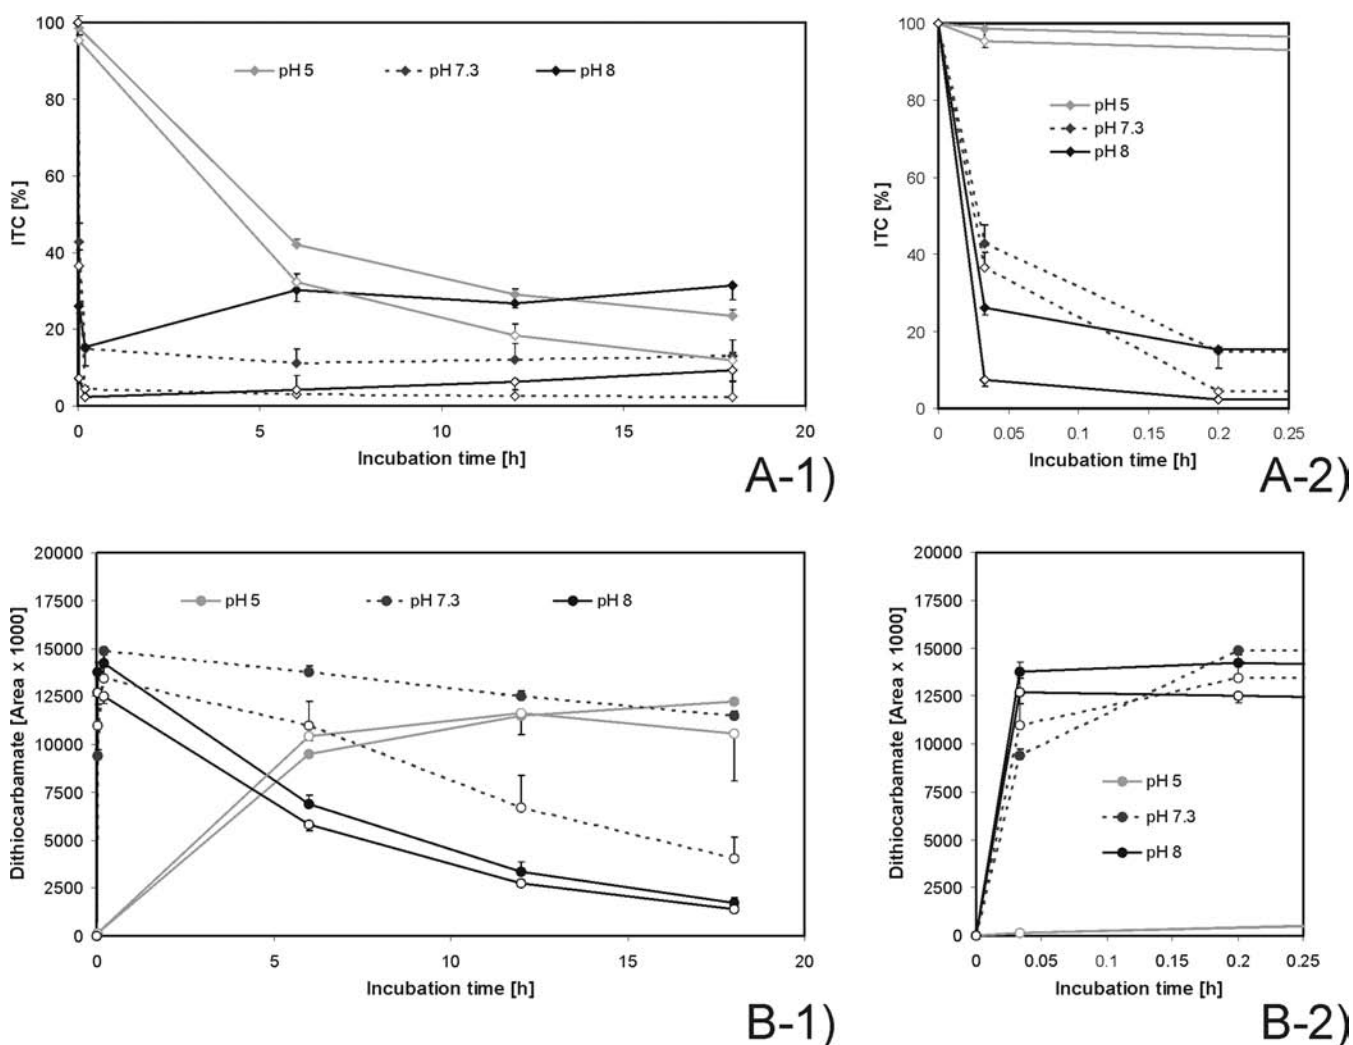 100
80
60
40
20
0
ITC [%]
pH 5 pH 7.3 pH 8
0 5 10 15 20
Incubation time [h]
A-1)
100
80
60
40
20
0
ITC [%]
pH 5
pH 7.3
pH 8
0 0.05 0.1 0.15 0.2 0.25
Incubation time [h]
A-2)
20000
17500
15000
12500
10000
7500
5000
2500
0
Dithiocarbamate [Area x 1000]
pH 5 pH 7.3 pH 8
0 5 10 15 20
Incubation time [h]
B-1)
20000
17500
15000
12500
10000
7500
5000
2500
0
Dithiocarbamate [Area x 1000]
pH 5
pH 7.3
pH 8
0 0.05 0.1 0.15 0.2 0.25
Incubation time [h]
B-2)